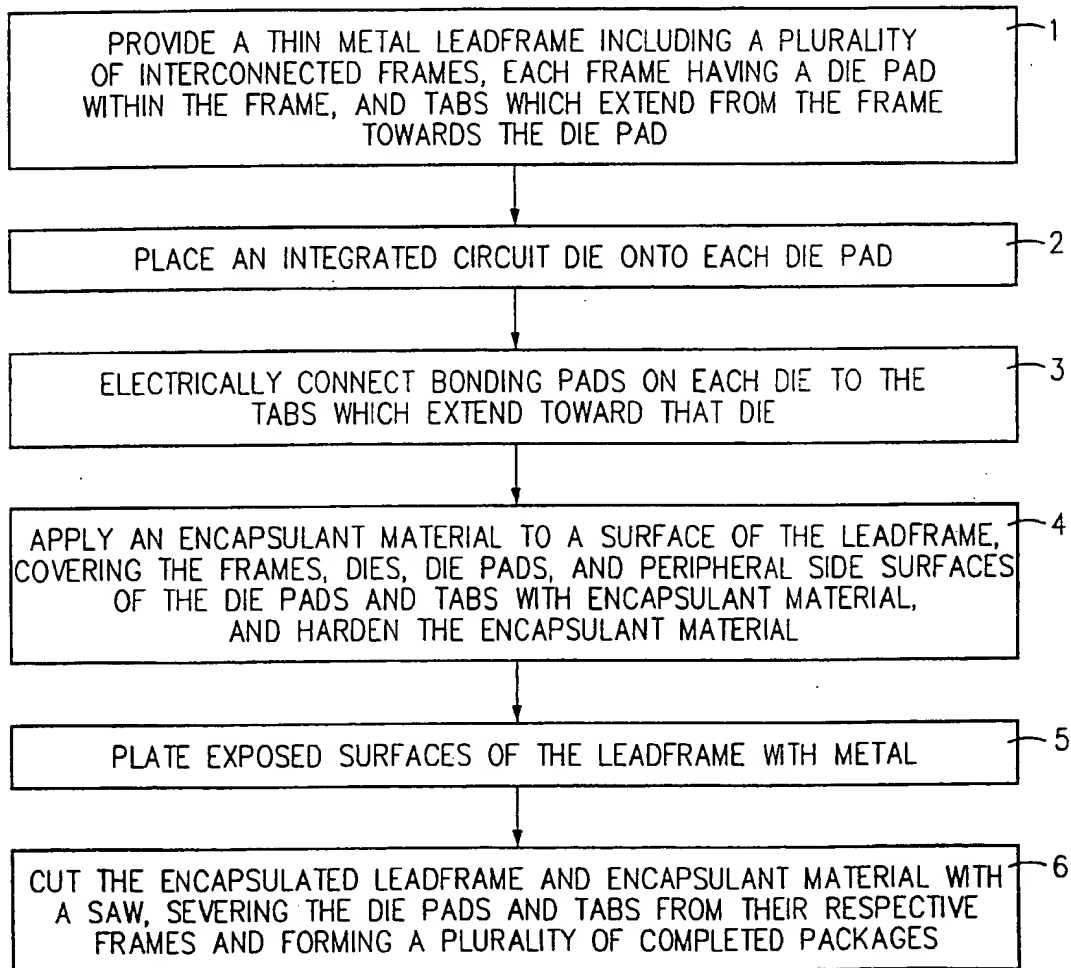 PROVIDE A THIN METAL LEADFRAME INCLUDING A PLURALITY
OF INTERCONNECTED FRAMES, EACH FRAME HAVING A DIE PAD
WITHIN THE FRAME, AND TABS WHICH EXTEND FROM THE FRAME
TOWARDS THE DIE PAD
1
PLACE AN INTEGRATED CIRCUIT DIE ONTO EACH DIE PAD
2
ELECTRICALLY CONNECT BONDING PADS ON EACH DIE TO THE
TABS WHICH EXTEND TOWARD THAT DIE
3
APPLY AN ENCAPSULANT MATERIAL TO A SURFACE OF THE LEADFRAME,
COVERING THE FRAMES, DIES, DIE PADS, AND PERIPHERAL SIDE SURFACES
OF THE DIE PADS AND TABS WITH ENCAPSULANT MATERIAL,
AND HARDEN THE ENCAPSULANT MATERIAL
4
PLATE EXPOSED SURFACES OF THE LEADFRAME WITH METAL
5
CUT THE ENCAPSULATED LEADFRAME AND ENCAPSULANT MATERIAL WITH
A SAW, SEVERING THE DIE PADS AND TABS FROM THEIR RESPECTIVE
FRAMES AND FORMING A PLURALITY OF COMPLETED PACKAGES
6